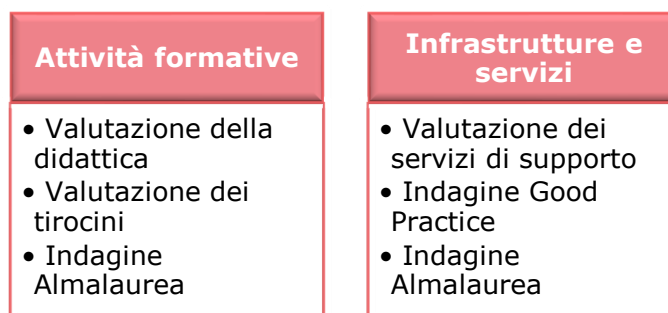 Attività formative
• Valutazione della
didattica
• Valutazione dei
tirocini
• Indagine
Almalaurea
Infrastrutture e
servizi
• Valutazione dei
servizi di supporto
• Indagine Good
Practice
• Indagine
Almalaurea